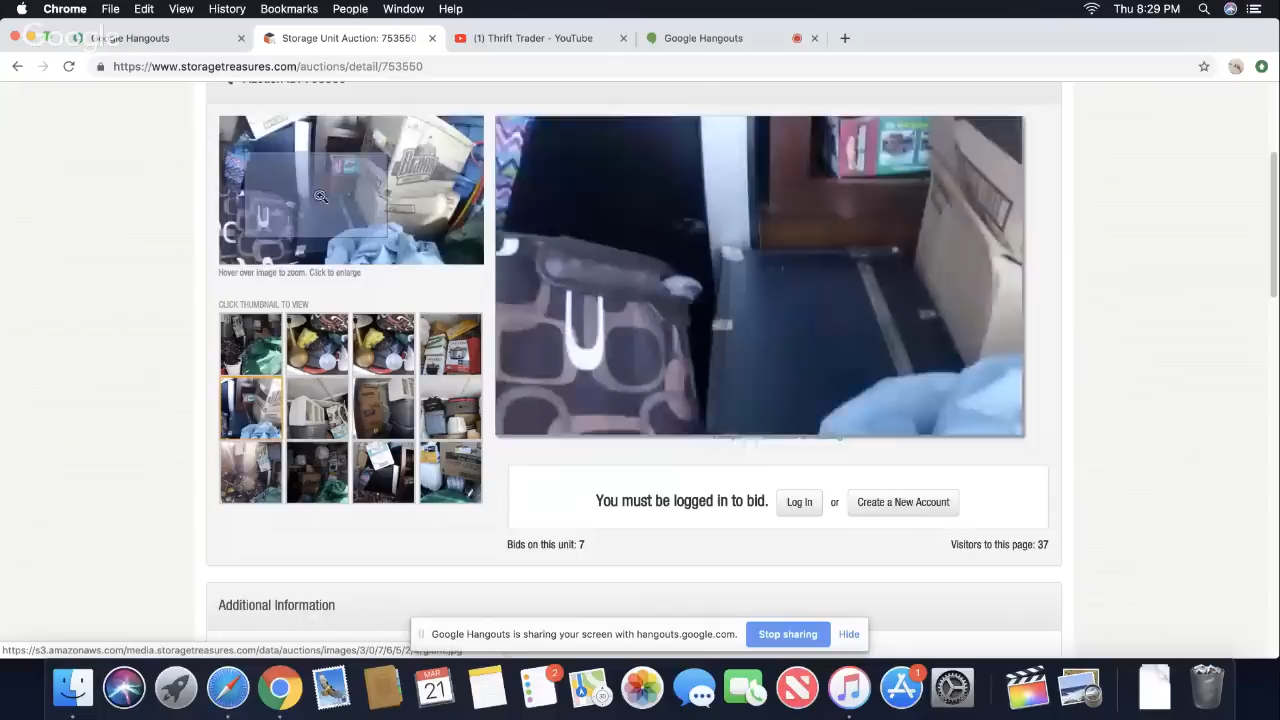 Chrome File Edit View History Bookmarks People Window Help Thu 8:29 PM
Google
Google Hangouts
Storage Unit Auction: 753550
(1) Thrift Trader - YouTube
Google Hangouts
https://www.storagetreasures.com/auctions/detail/753550
Hover over image to zoom. Click to enlarge
CLICK THUMBNAIL TO VIEW
You must be logged in to bid. Log In or Create a New Account
Bids on this unit: 7
Visitors to this page: 37
Additional Information
Google Hangouts is sharing your screen with hangouts.google.com. Stop sharing Hide
MAR
21
2
1